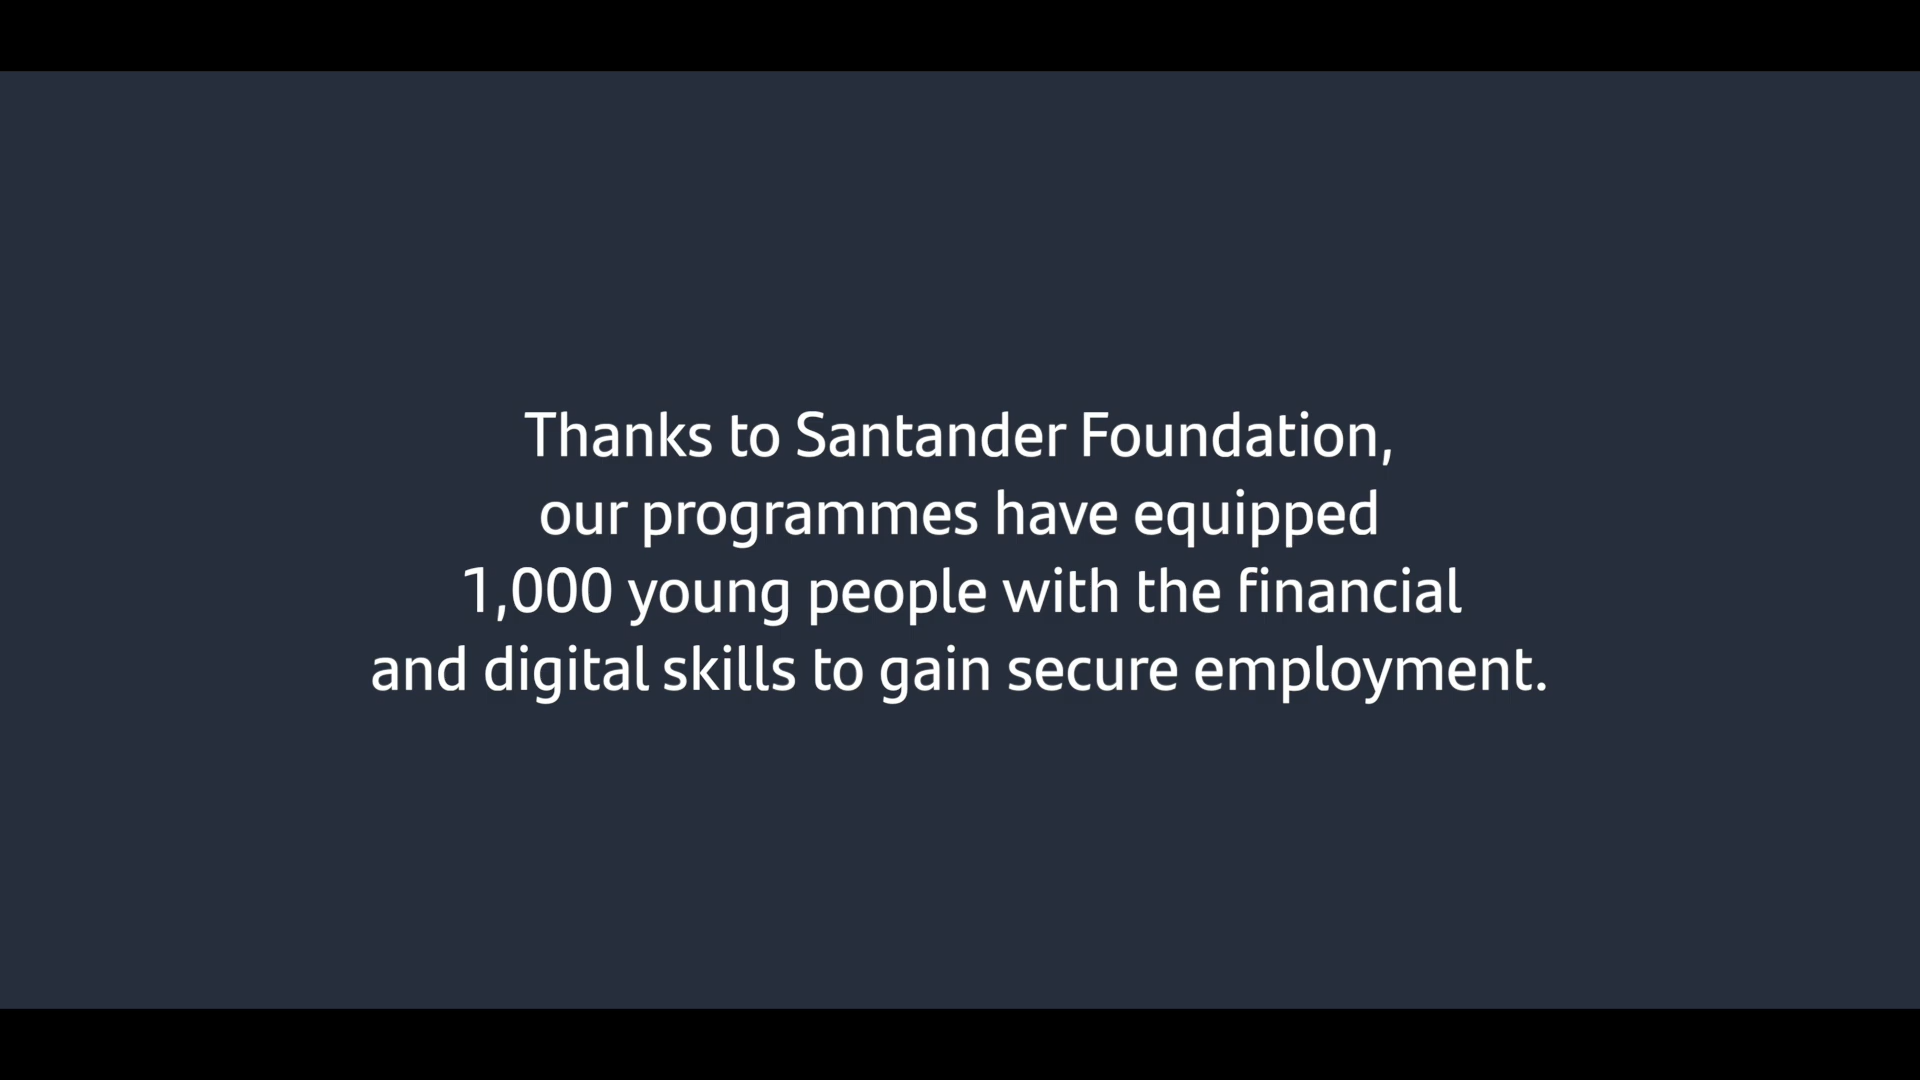 Thanks to Santander Foundation,
our programmes have equipped
1,000 young people with the financial
and digital skills to gain secure employment.